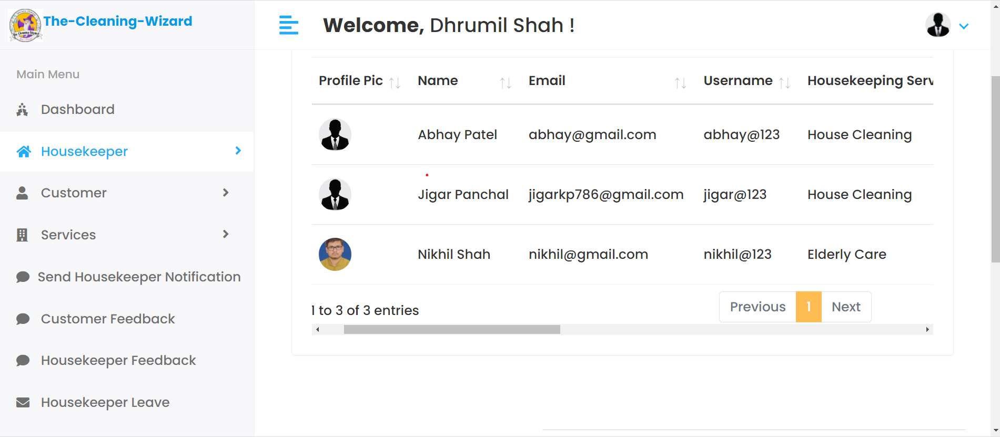 The-Cleaning-Wizard
Welcome, Dhrumil Shah !
Main Menu
Dashboard
Housekeeper
Customer
Services
Send Housekeeper Notification
Customer Feedback
Housekeeper Feedback
Housekeeper Leave
Profile Pic Name Email Username Housekeeping Serv
Abhay Patel abhay@gmail.com abhay@123 House Cleaning
Jigar Panchal jigarkp786@gmail.com jigar@123 House Cleaning
Nikhil Shah nikhil@gmail.com nikhil@123 Elderly Care
1 to 3 of 3 entries
Previous 1 Next